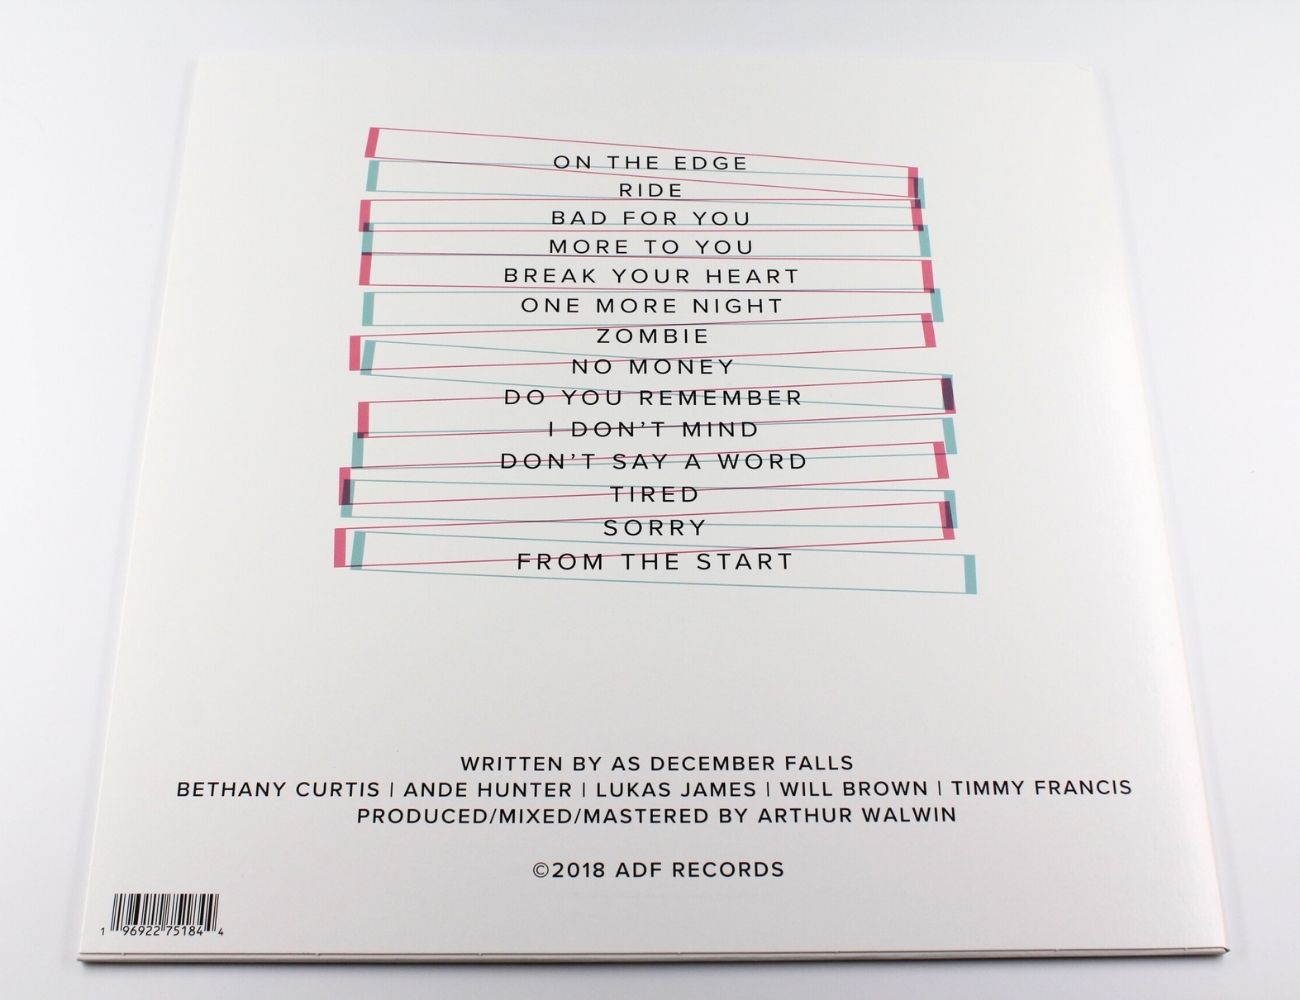 ON THE EDGE
RIDE
BAD FOR YOU
MORE TO YOU
BREAK YOUR HEART
ONE MORE NIGHT
ZOMBIE
NO MONEY
DO YOU REMEMBER
I DON'T MIND
DON'T SAY A WORD
TIRED
SORRY
FROM THE START
WRITTEN BY AS DECEMBER FALLS
BETHANY CURTIS | ANDE HUNTER | LUKAS JAMES | WILL BROWN | TIMMY FRANCIS
PRODUCED/MIXED/MASTERED BY ARTHUR WALWIN
©2018 ADF RECORDS
1 96922 75184 4